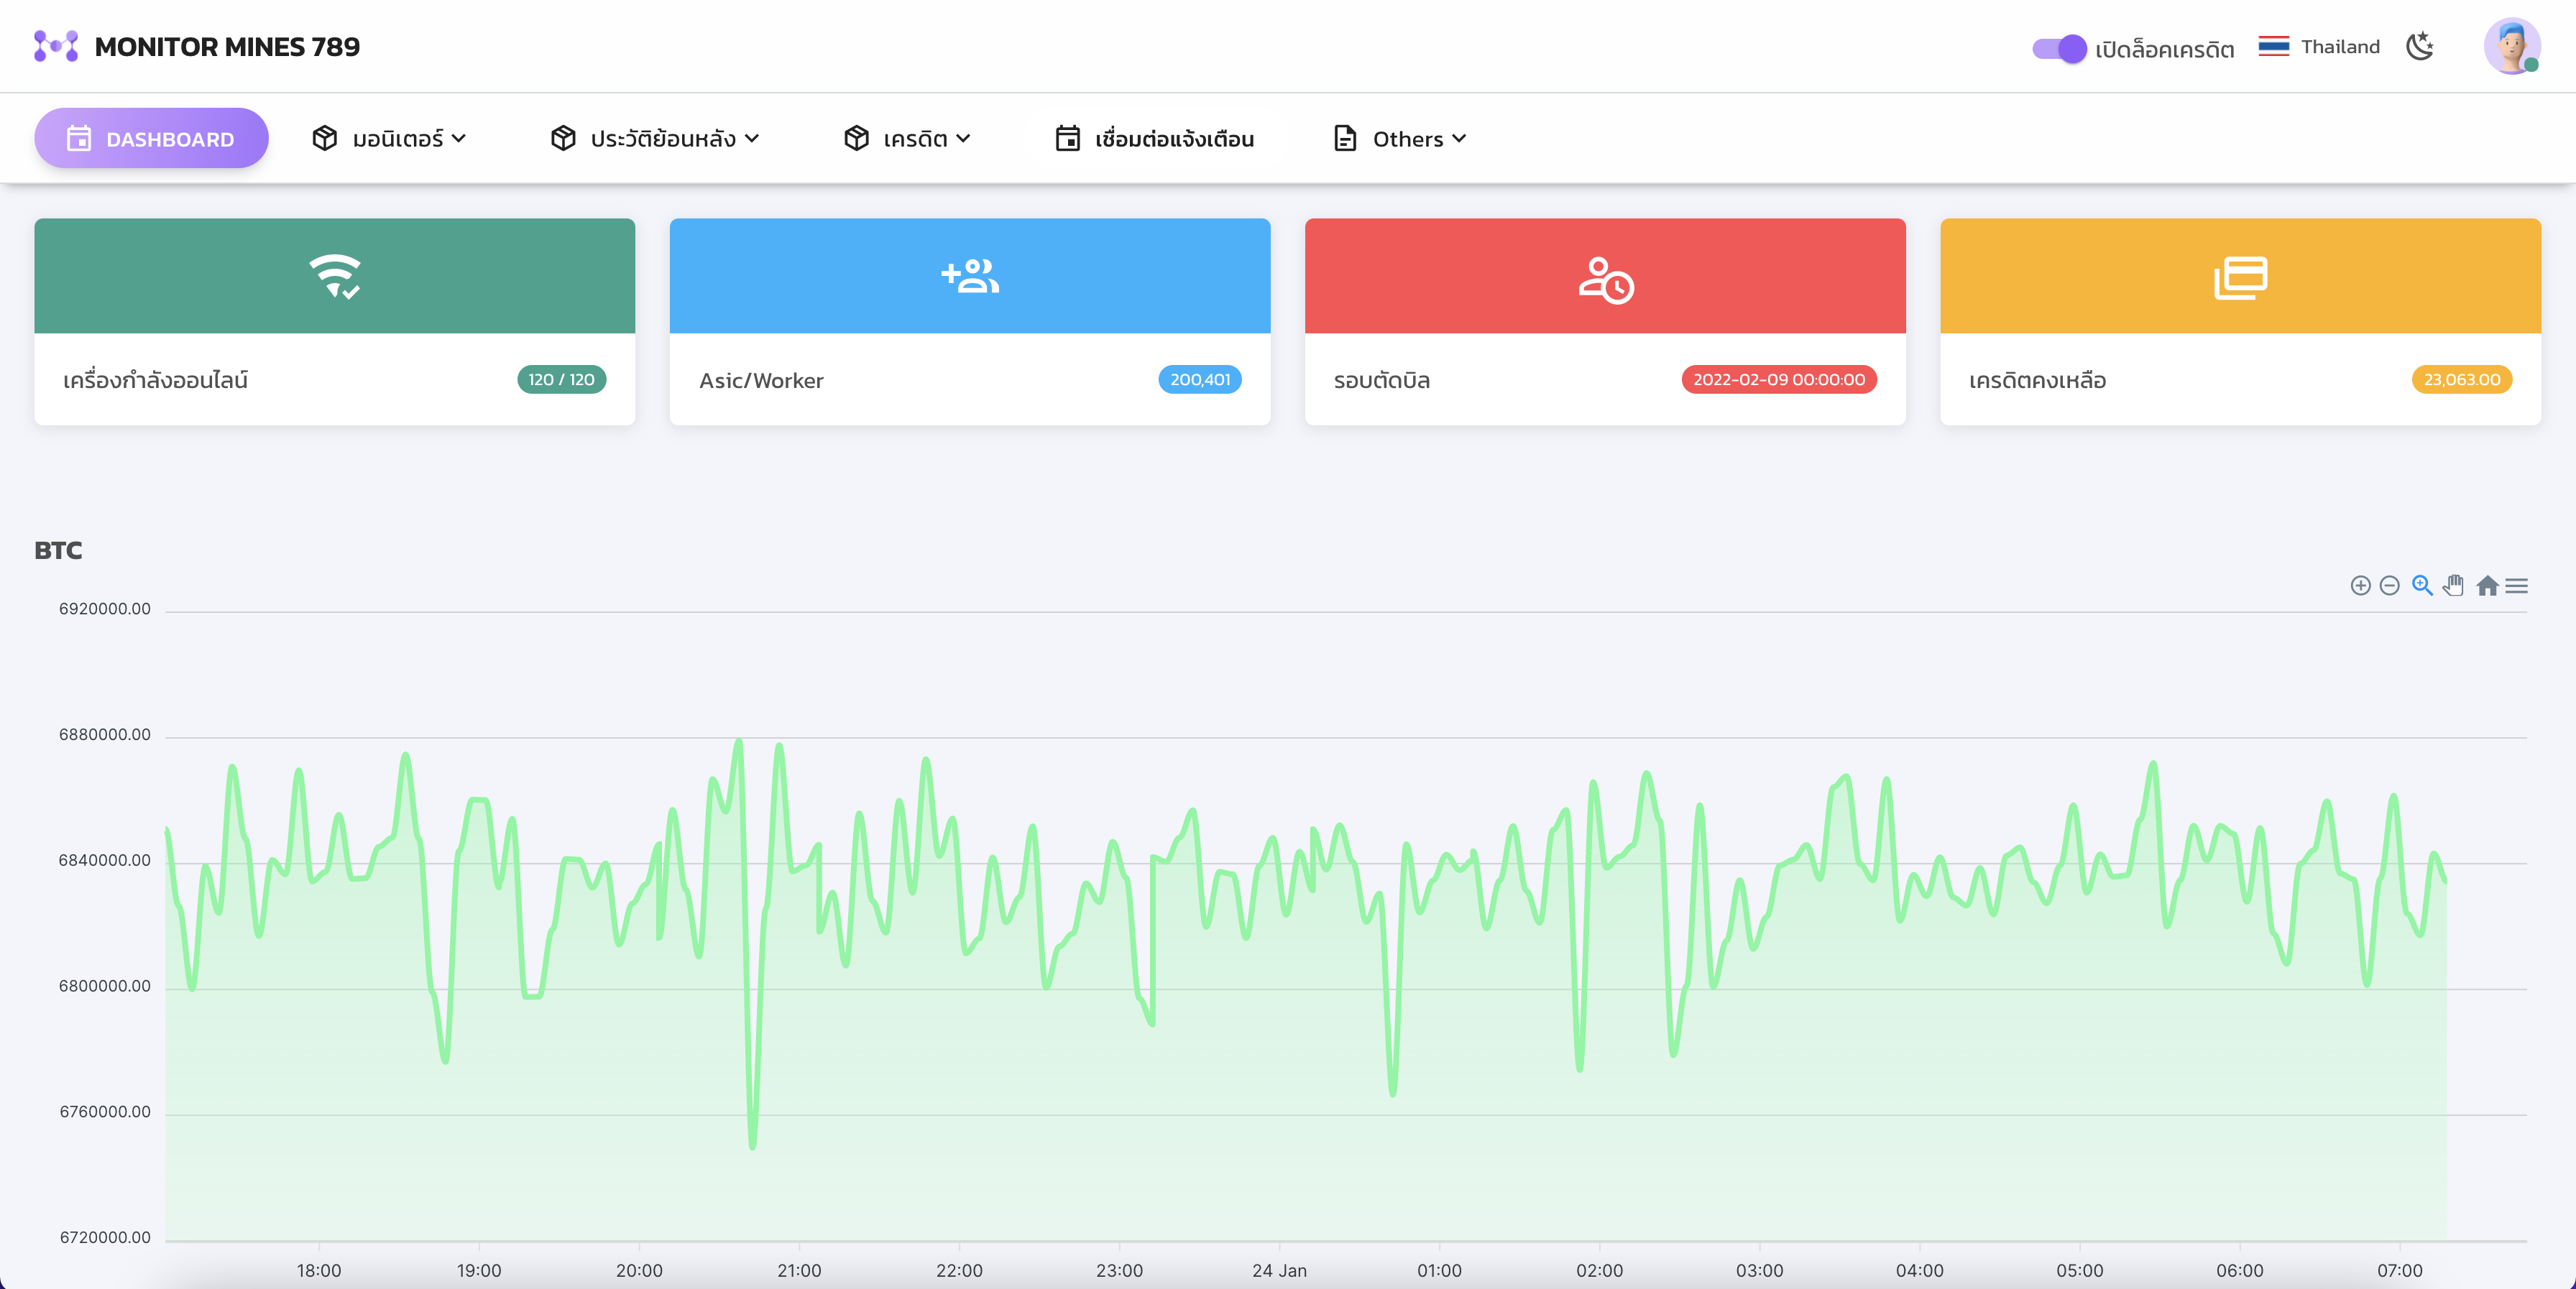 MONITOR MINES 789
เปิดล็อคเครดิต
Thailand
DASHBOARD
มอนิเตอร์
ประวัติย้อนหลัง
เครดิต
เชื่อมต่อแจ้งเตือน
Others
เครื่องกำลังออนไลน์
120 / 120
Asic/Worker
200,401
รอบตัดบิล
2022-02-09 00:00:00
เครดิตคงเหลือ
23,063.00
BTC
6920000.00
6880000.00
6840000.00
6800000.00
6760000.00
6720000.00
18:00 19:00 20:00 21:00 22:00 23:00 24 Jan 01:00 02:00 03:00 04:00 05:00 06:00 07:00